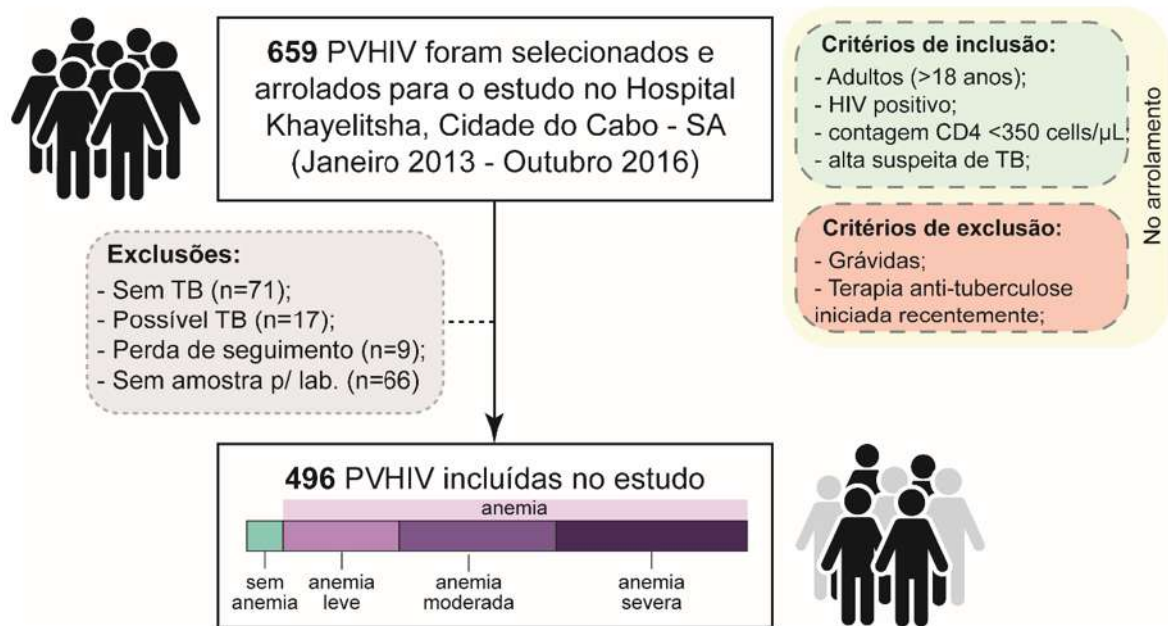 659 PVHIV foram selecionados e
arrolados para o estudo no Hospital
Khayelitsha, Cidade do Cabo - SA
(Janeiro 2013 - Outubro 2016)
Critérios de inclusão:
- Adultos (>18 anos);
- HIV positivo;
- contagem CD4 <350 cells/µL;
- alta suspeita de TB;
Critérios de exclusão:
- Grávidas;
- Terapia anti-tuberculose
iniciada recentemente;
No arrolamento
Exclusões:
- Sem TB (n=71);
- Possível TB (n=17);
- Perda de seguimento (n=9);
- Sem amostra p/ lab. (n=66)
496 PVHIV incluídas no estudo
anemia
sem
anemia
anemia
leve
anemia
moderada
anemia
severa